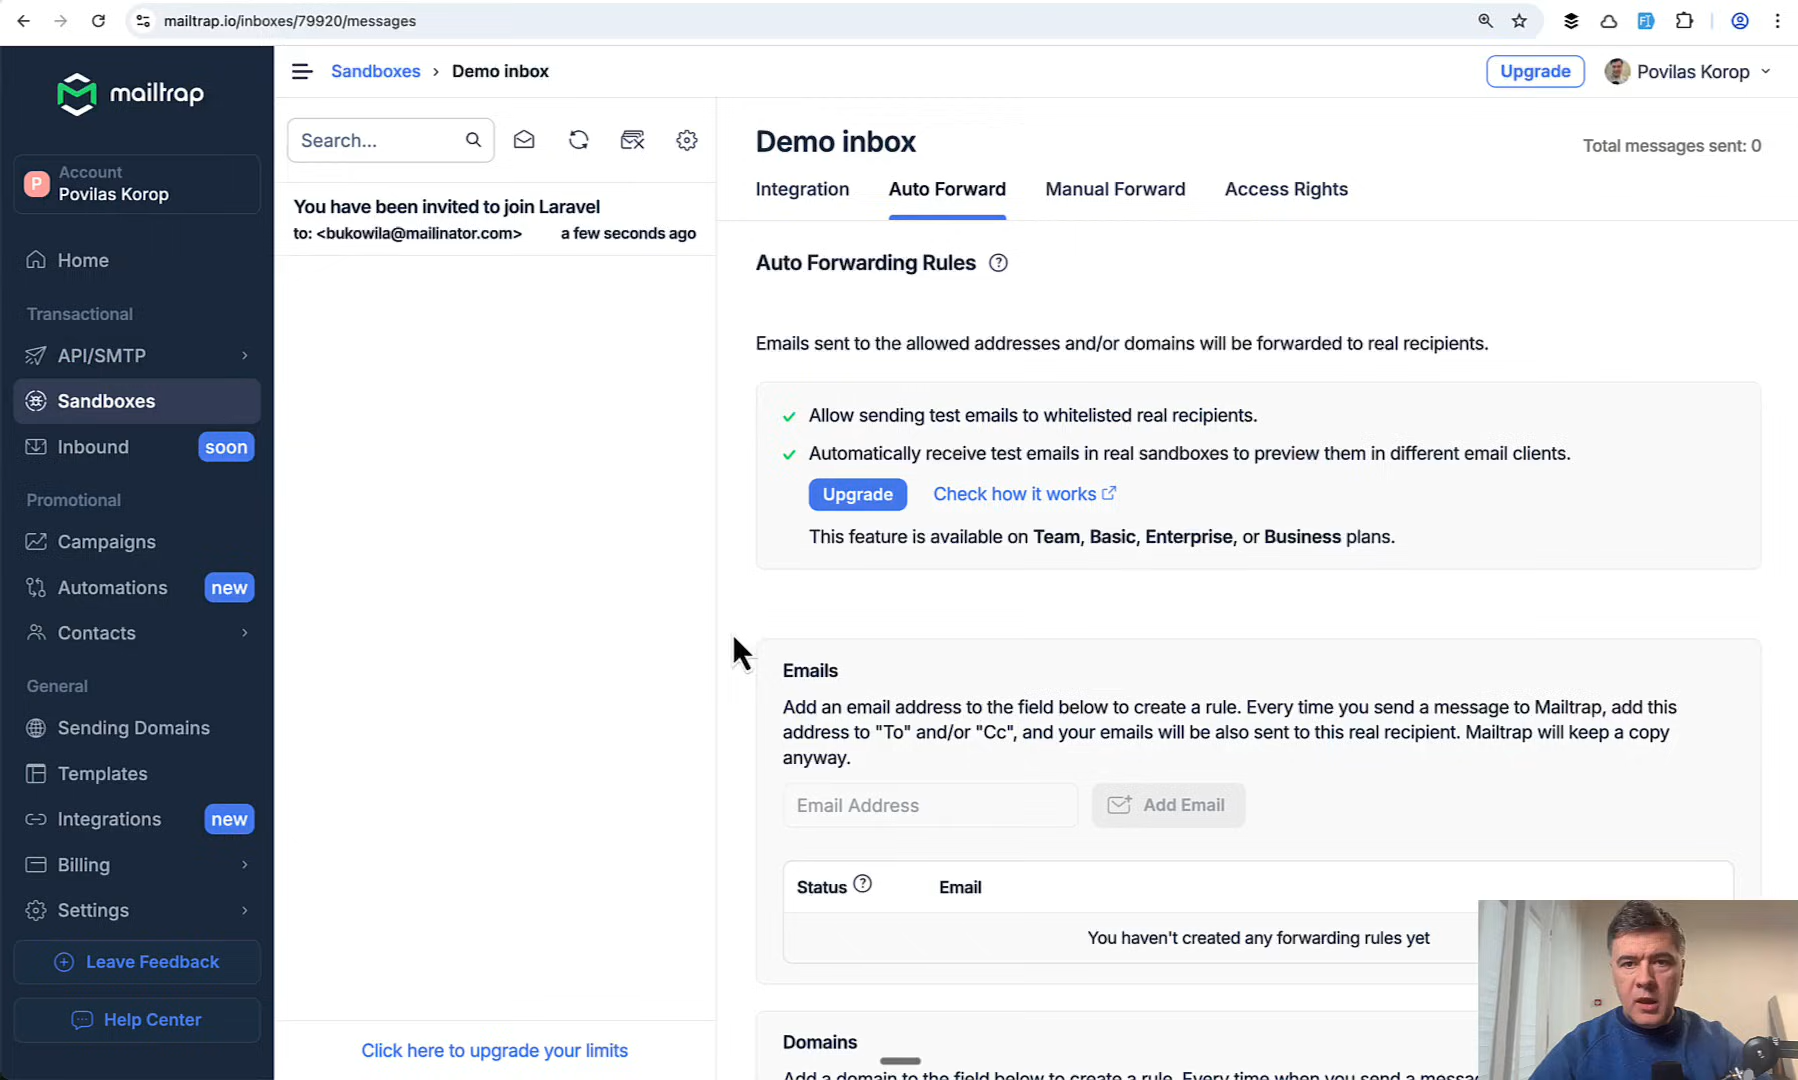 mailtrap.io/inboxes/79920/messages
mailtrap
Account
P
Povilas Korop
Home
Transactional
API/SMTP
Sandboxes
Inbound
soon
Promotional
Campaigns
Automations
new
Contacts
General
Sending Domains
Templates
Integrations
new
Billing
Settings
Leave Feedback
Help Center
Sandboxes › Demo inbox
Upgrade
Povilas Korop
Search...
You have been invited to join Laravel
to: <bukowila@mailinator.com> a few seconds ago
Click here to upgrade your limits
Demo inbox
Total messages sent: 0
Integration Auto Forward Manual Forward Access Rights
Auto Forwarding Rules ?
Emails sent to the allowed addresses and/or domains will be forwarded to real recipients.
Allow sending test emails to whitelisted real recipients.
Automatically receive test emails in real sandboxes to preview them in different email clients.
Upgrade Check how it works
This feature is available on Team, Basic, Enterprise, or Business plans.
Emails
Add an email address to the field below to create a rule. Every time you send a message to Mailtrap, add this
address to "To" and/or "Cc", and your emails will be also sent to this real recipient. Mailtrap will keep a copy
anyway.
Email Address Add Email
Status ? Email
You haven't created any forwarding rules yet
Domains
Add a domain to the field below to create a rule. Every time when you send a messa